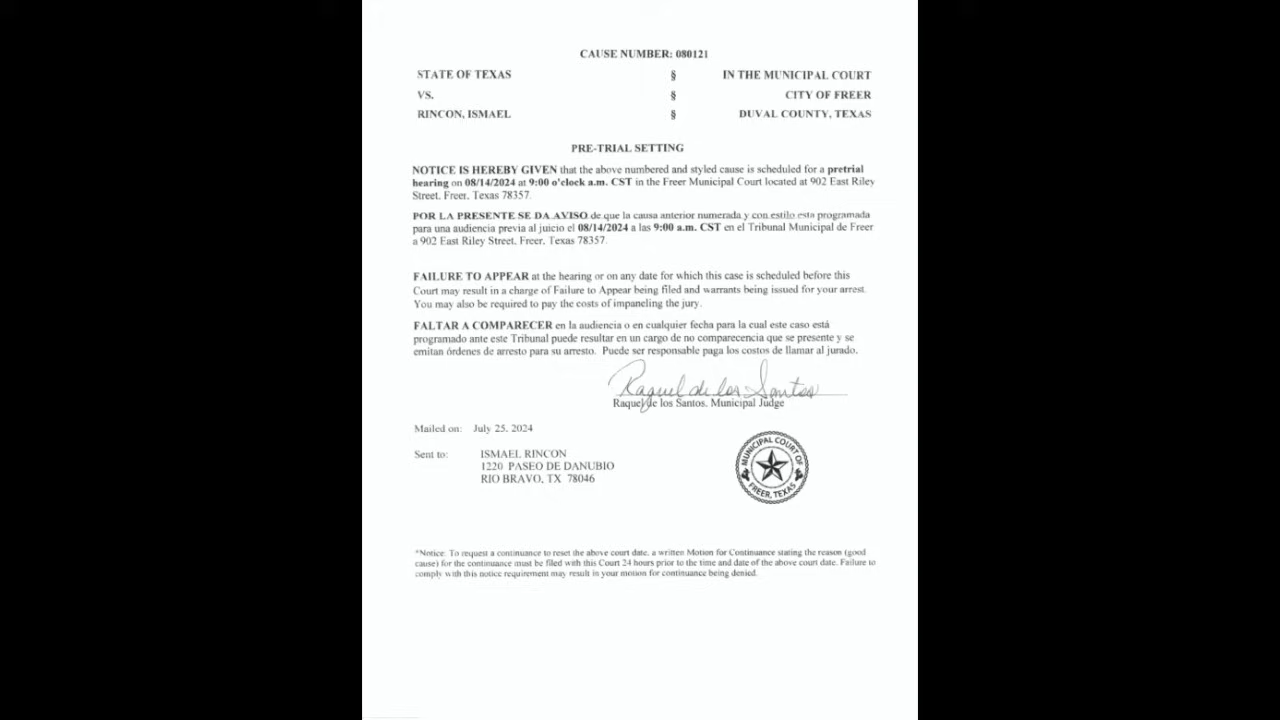 CAUSE NUMBER: 080121
STATE OF TEXAS § IN THE MUNICIPAL COURT
VS. § CITY OF FREER
RINCON, ISMAEL § DUVAL COUNTY, TEXAS
PRE-TRIAL SETTING
NOTICE IS HEREBY GIVEN that the above numbered and styled cause is scheduled for a pretrial
hearing on 08/14/2024 at 9:00 o'clock a.m. CST in the Freer Municipal Court located at 902 East Riley
Street, Freer, Texas 78357.
POR LA PRESENTE SE DA AVISO de que la causa anterior numerada y con estilo esta programada
para una audiencia previa al juicio el 08/14/2024 a las 9:00 a.m. CST en el Tribunal Municipal de Freer
a 902 East Riley Street, Freer, Texas 78357.
FAILURE TO APPEAR at the hearing or on any date for which this case is scheduled before this
Court may result in a charge of Failure to Appear being filed and warrants being issued for your arrest.
You may also be required to pay the costs of impaneling the jury.
FALTAR A COMPARECER en la audiencia o en cualquier fecha para la cual este caso está
programado ante este Tribunal puede resultar en un cargo de no comparecencia que se presente y se
emitan órdenes de arresto para su arresto. Puede ser responsable paga los costos de llamar al jurado.
Raquel de los Santos
Raquel de los Santos, Municipal Judge
Mailed on: July 25, 2024
Sent to: ISMAEL RINCON
1220 PASEO DE DANUBIO
RIO BRAVO, TX 78046
MUNICIPAL COURT OF
FREER, TEXAS
*Notice: To request a continuance to reset the above court date, a written Motion for Continuance stating the reason (good
cause) for the continuance must be filed with this Court 24 hours prior to the time and date of the above court date. Failure to
comply with this notice requirement may result in your motion for continuance being denied.